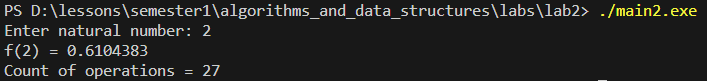 PS D:\lessons\semester1\algorithms_and_data_structures\labs\lab2> ./main2.exe
Enter natural number: 2
f(2) = 0.6104383
Count of operations = 27